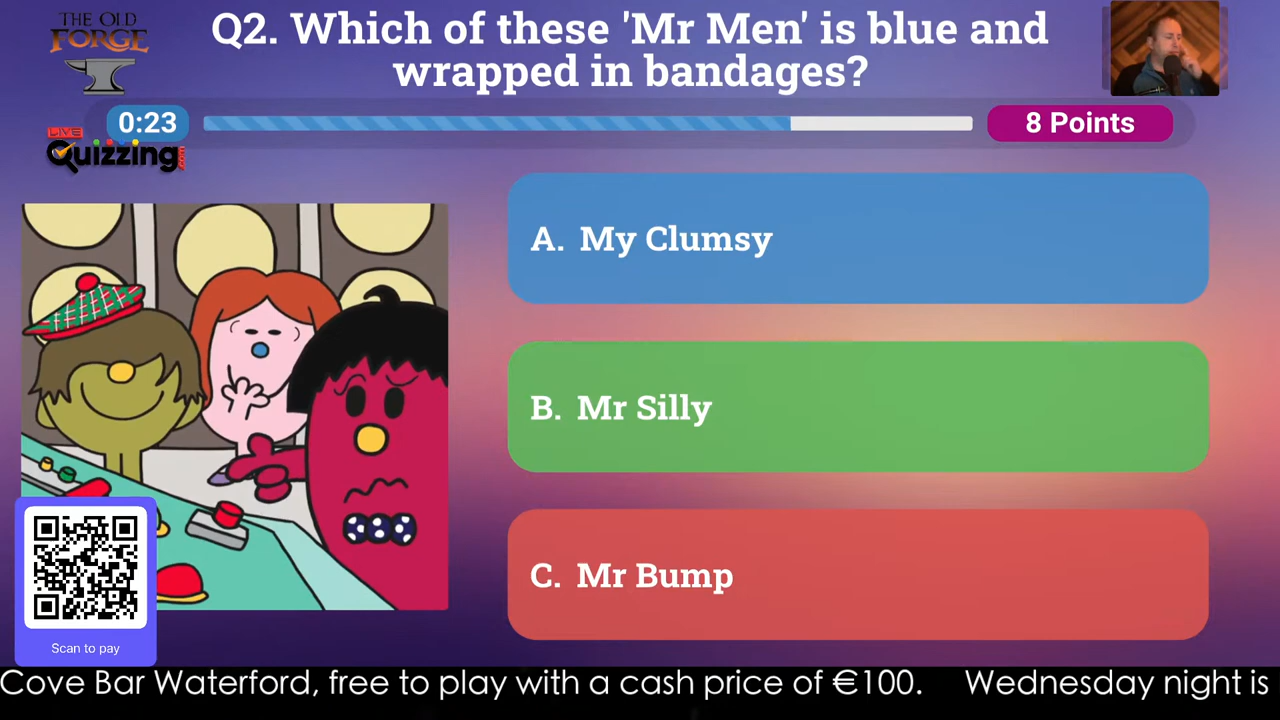 THE OLD
FORGE
Q2. Which of these 'Mr Men' is blue and
wrapped in bandages?
0:23
8 Points
LIVE
Quizzing
A. My Clumsy
B. Mr Silly
C. Mr Bump
Scan to pay
Cove Bar Waterford, free to play with a cash price of €100. Wednesday night is